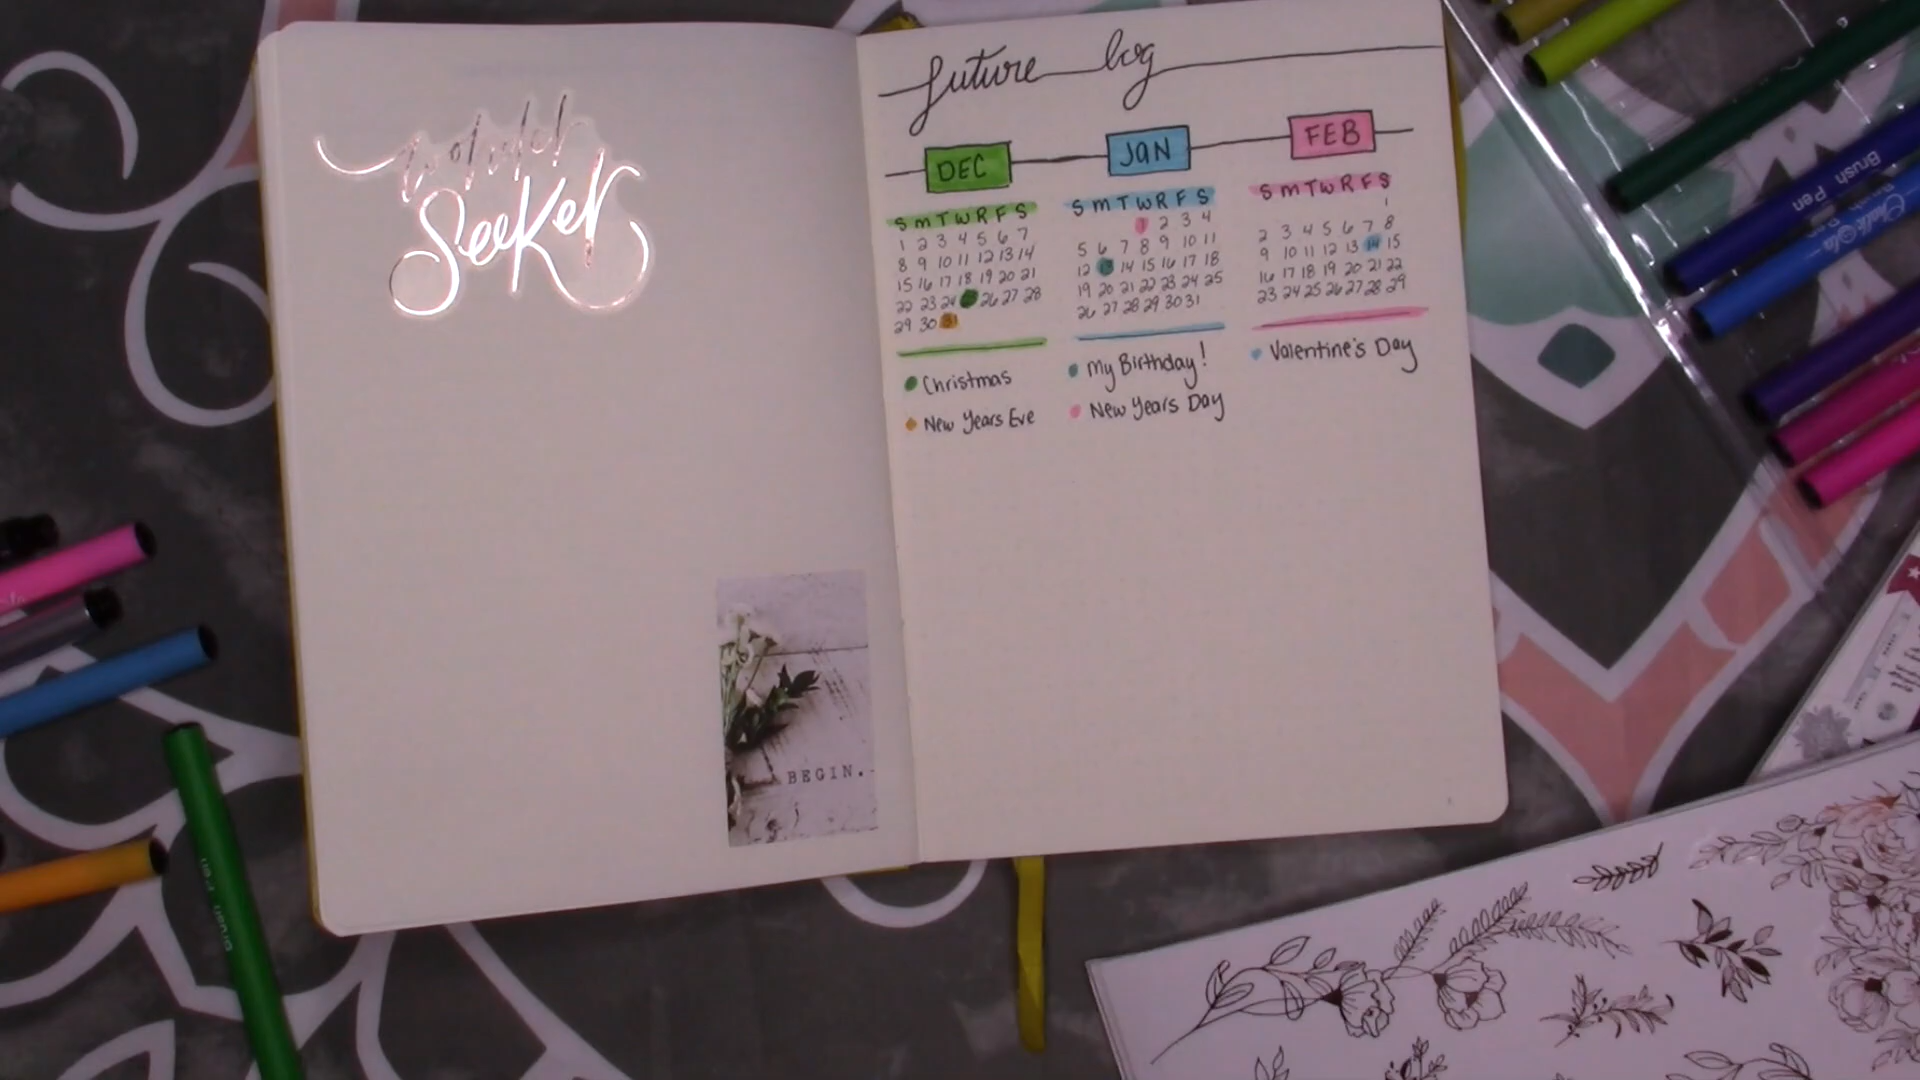 Seeker
BEGIN.
future log
DEC
S M T W R F S
1 2 3 4 5 6 7
8 9 10 11 12 13 14
15 16 17 18 19 20 21
22 23 24 26 27 28
29 30 31
• Christmas
• New Years Eve
JAN
S M T W R F S
1 2 3 4
5 6 7 8 9 10 11
12 13 14 15 16 17 18
19 20 21 22 23 24 25
26 27 28 29 30 31
• My Birthday!
• New Years Day
FEB
S M T W R F S
1
2 3 4 5 6 7 8
9 10 11 12 13 14 15
16 17 18 19 20 21 22
23 24 25 26 27 28 29
• Valentine's Day
Brush Pen
Brush Pen